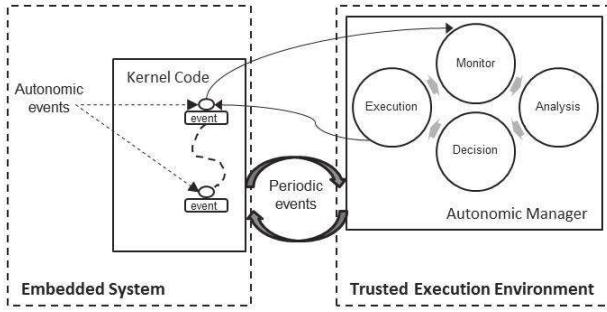 Kernel Code
Autonomic
events
event
event
Embedded System
Periodic
events
Monitor
Execution
Analysis
Decision
Autonomic Manager
Trusted Execution Environment